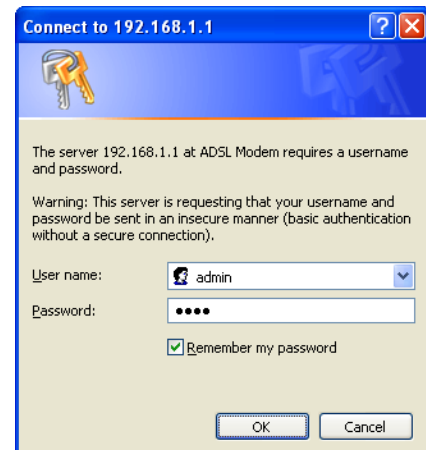 Connect to 192.168.1.1
The server 192.168.1.1 at ADSL Modem requires a username
and password.
Warning: This server is requesting that your username and
password be sent in an insecure manner (basic authentication
without a secure connection).
User name:
admin
Password:
••••
Remember my password
OK
Cancel